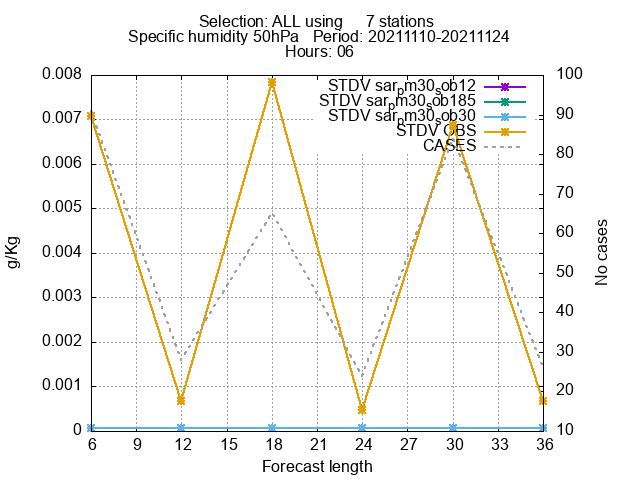 Selection: ALL using 7 stations
Specific humidity 50hPa Period: 20211110-20211124
Hours: 06
STDV sar_pm30_sob12
STDV sar_pm30_sob185
STDV sar_pm30_sob30
STDV OBS
CASES
0.008
0.007
0.006
0.005
0.004
0.003
0.002
0.001
0
g/Kg
100
90
80
70
60
50
40
30
20
10
No cases
6 9 12 15 18 21 24 27 30 33 36
Forecast length